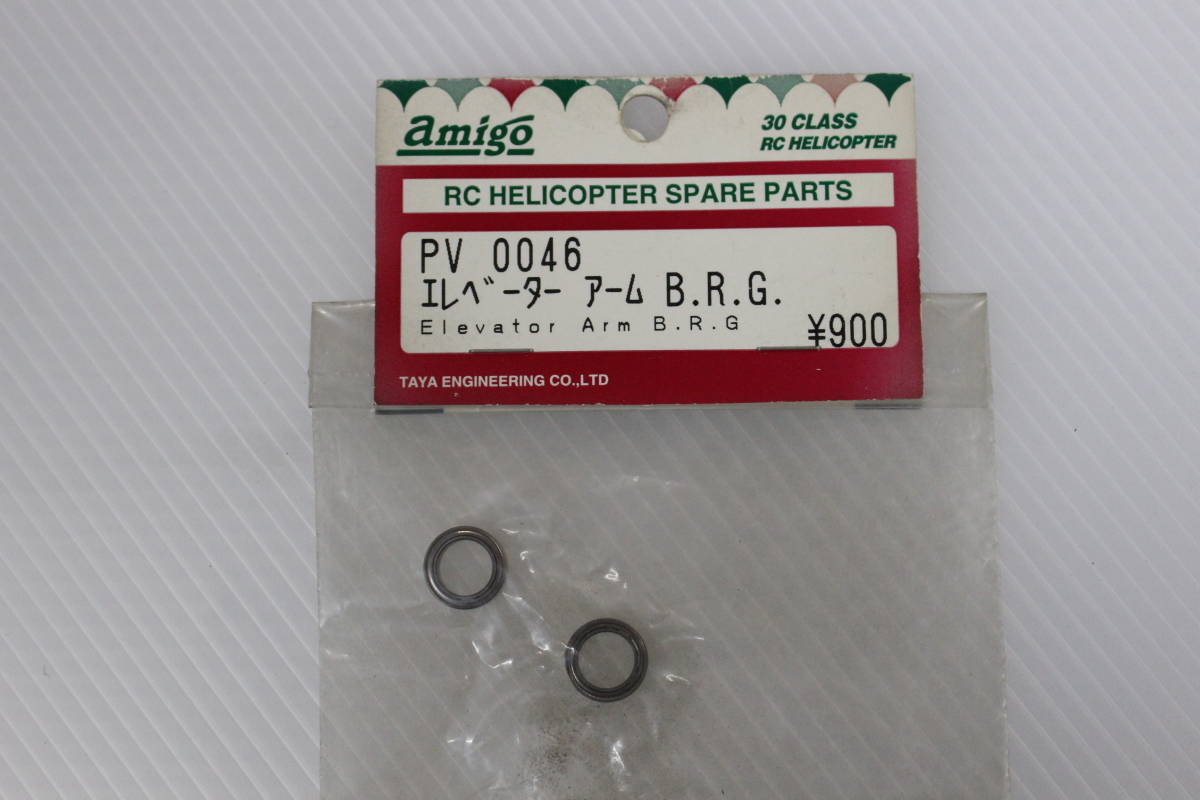 amigo
30 CLASS
RC HELICOPTER
RC HELICOPTER SPARE PARTS
PV 0046
エレベーター アーム B.R.G.
Elevator Arm B.R.G
¥900
TAYA ENGINEERING CO.,LTD